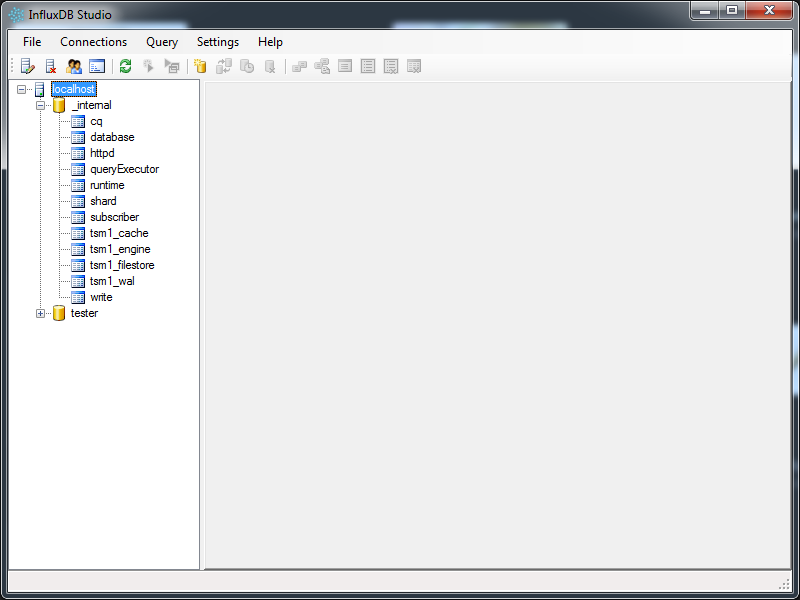 InfluxDB Studio
File Connections Query Settings Help
localhost
_internal
cq
database
httpd
queryExecutor
runtime
shard
subscriber
tsm1_cache
tsm1_engine
tsm1_filestore
tsm1_wal
write
tester